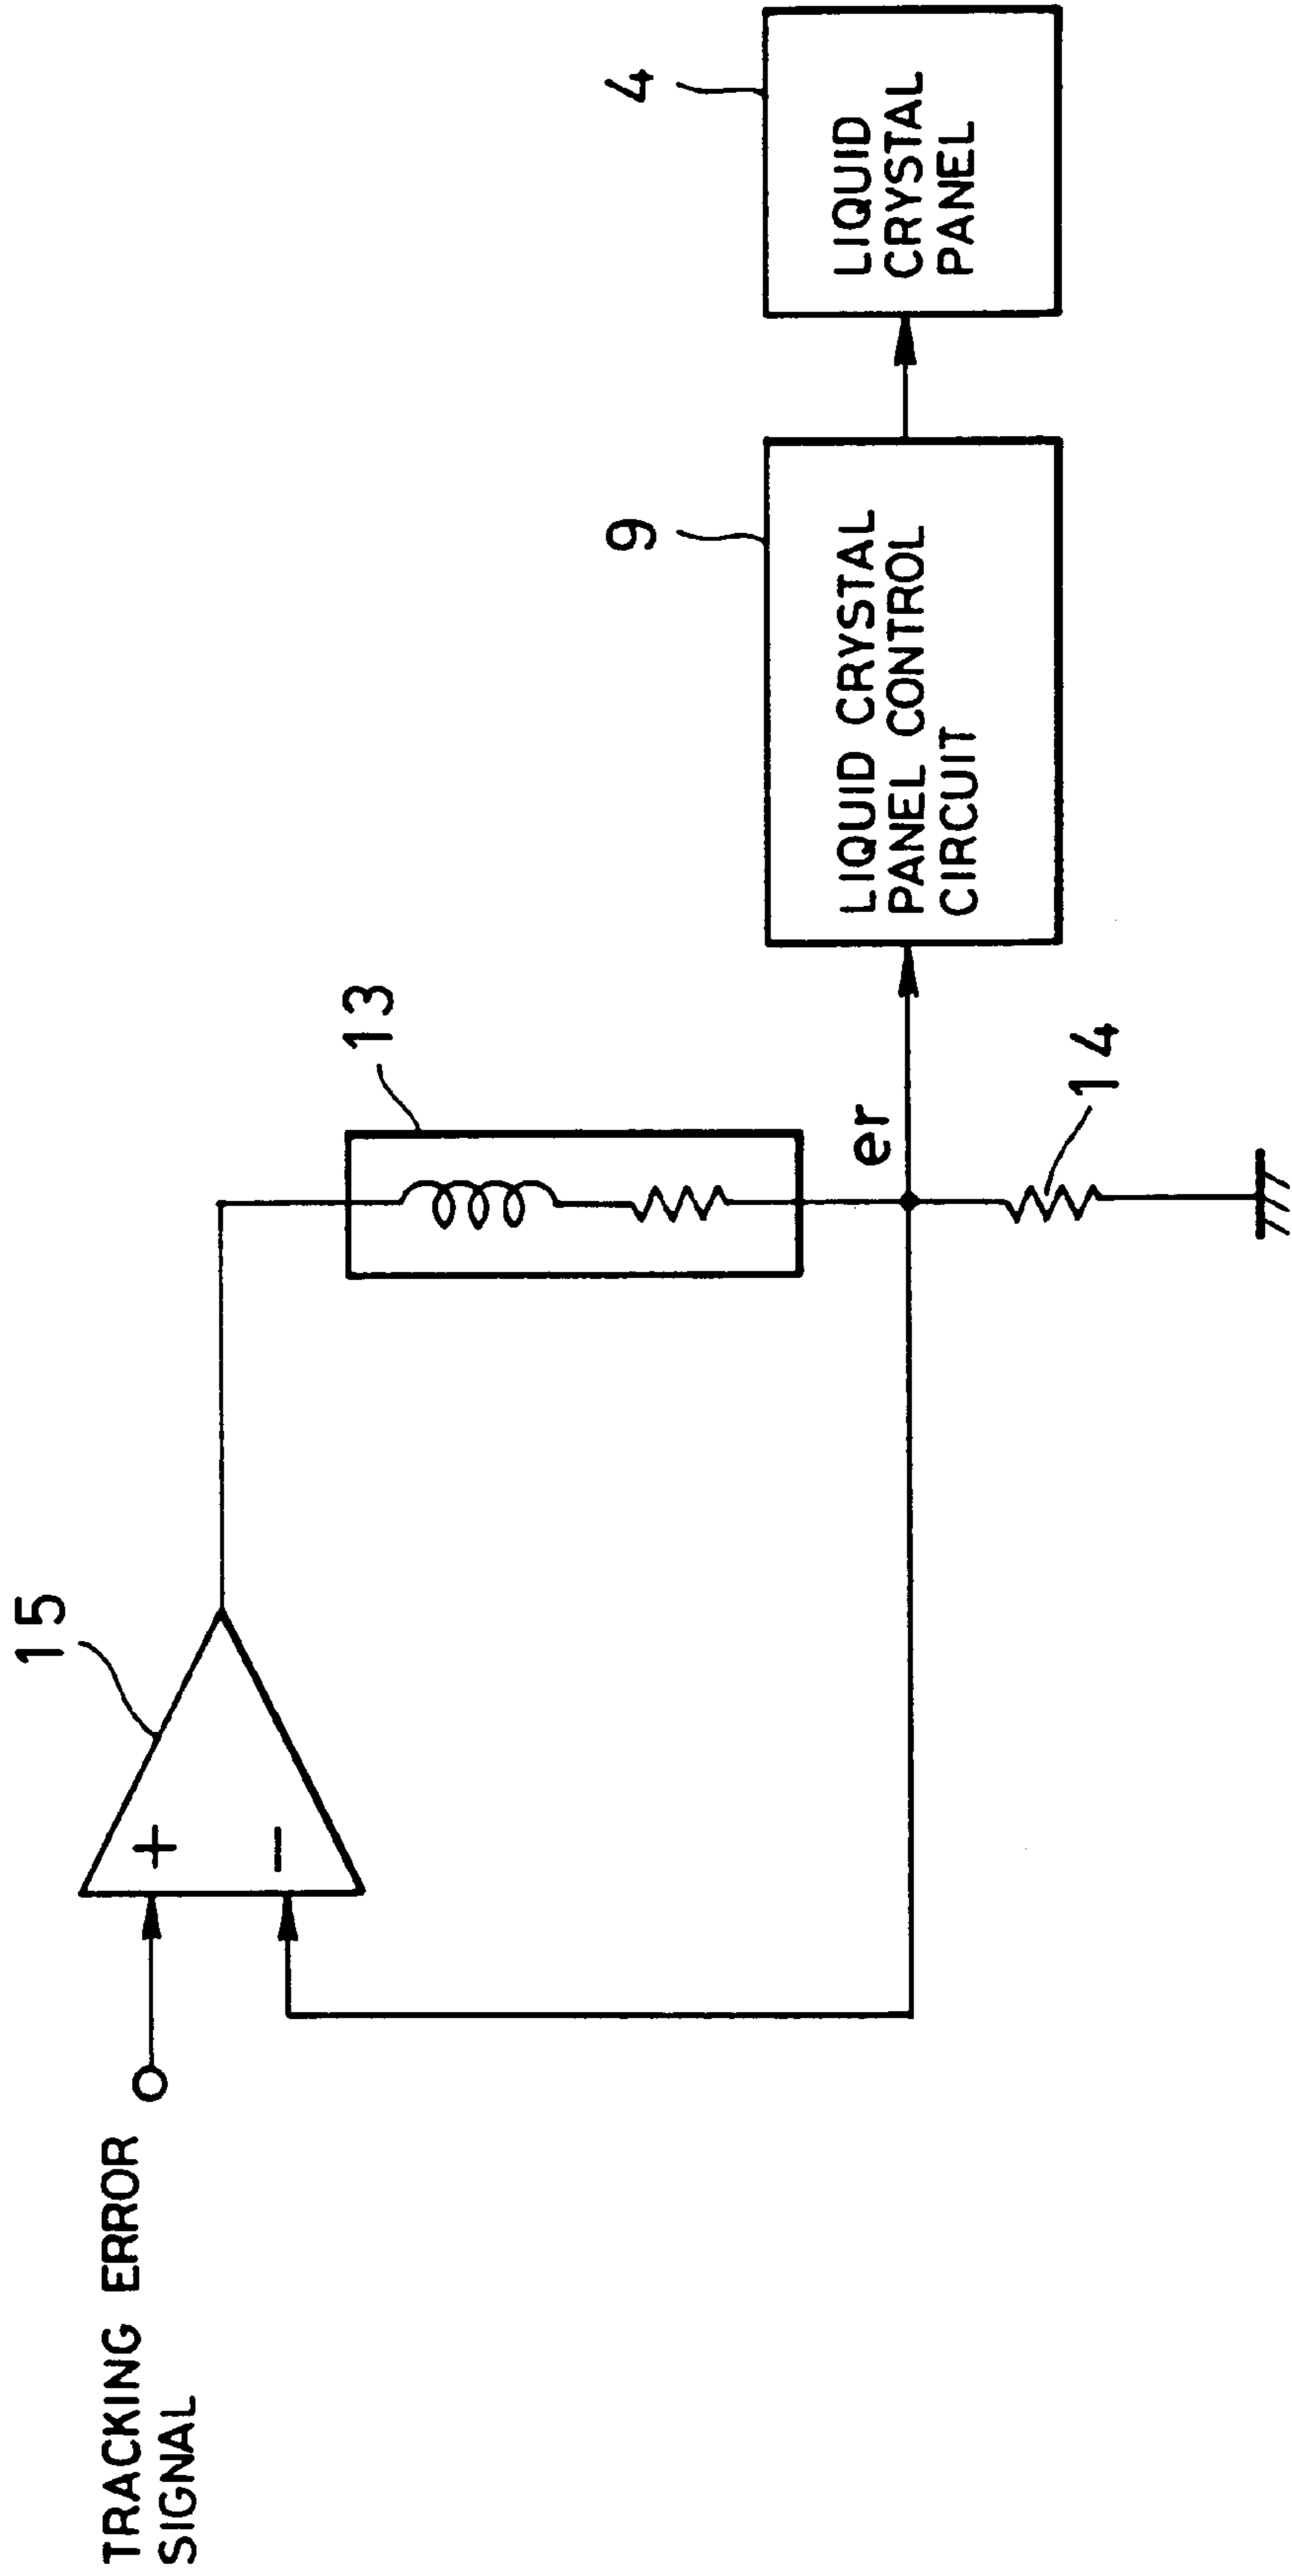 15
TRACKING ERROR
SIGNAL
+
−
13
er
14
9
LIQUID CRYSTAL
PANEL CONTROL
CIRCUIT
4
LIQUID
CRYSTAL
PANEL